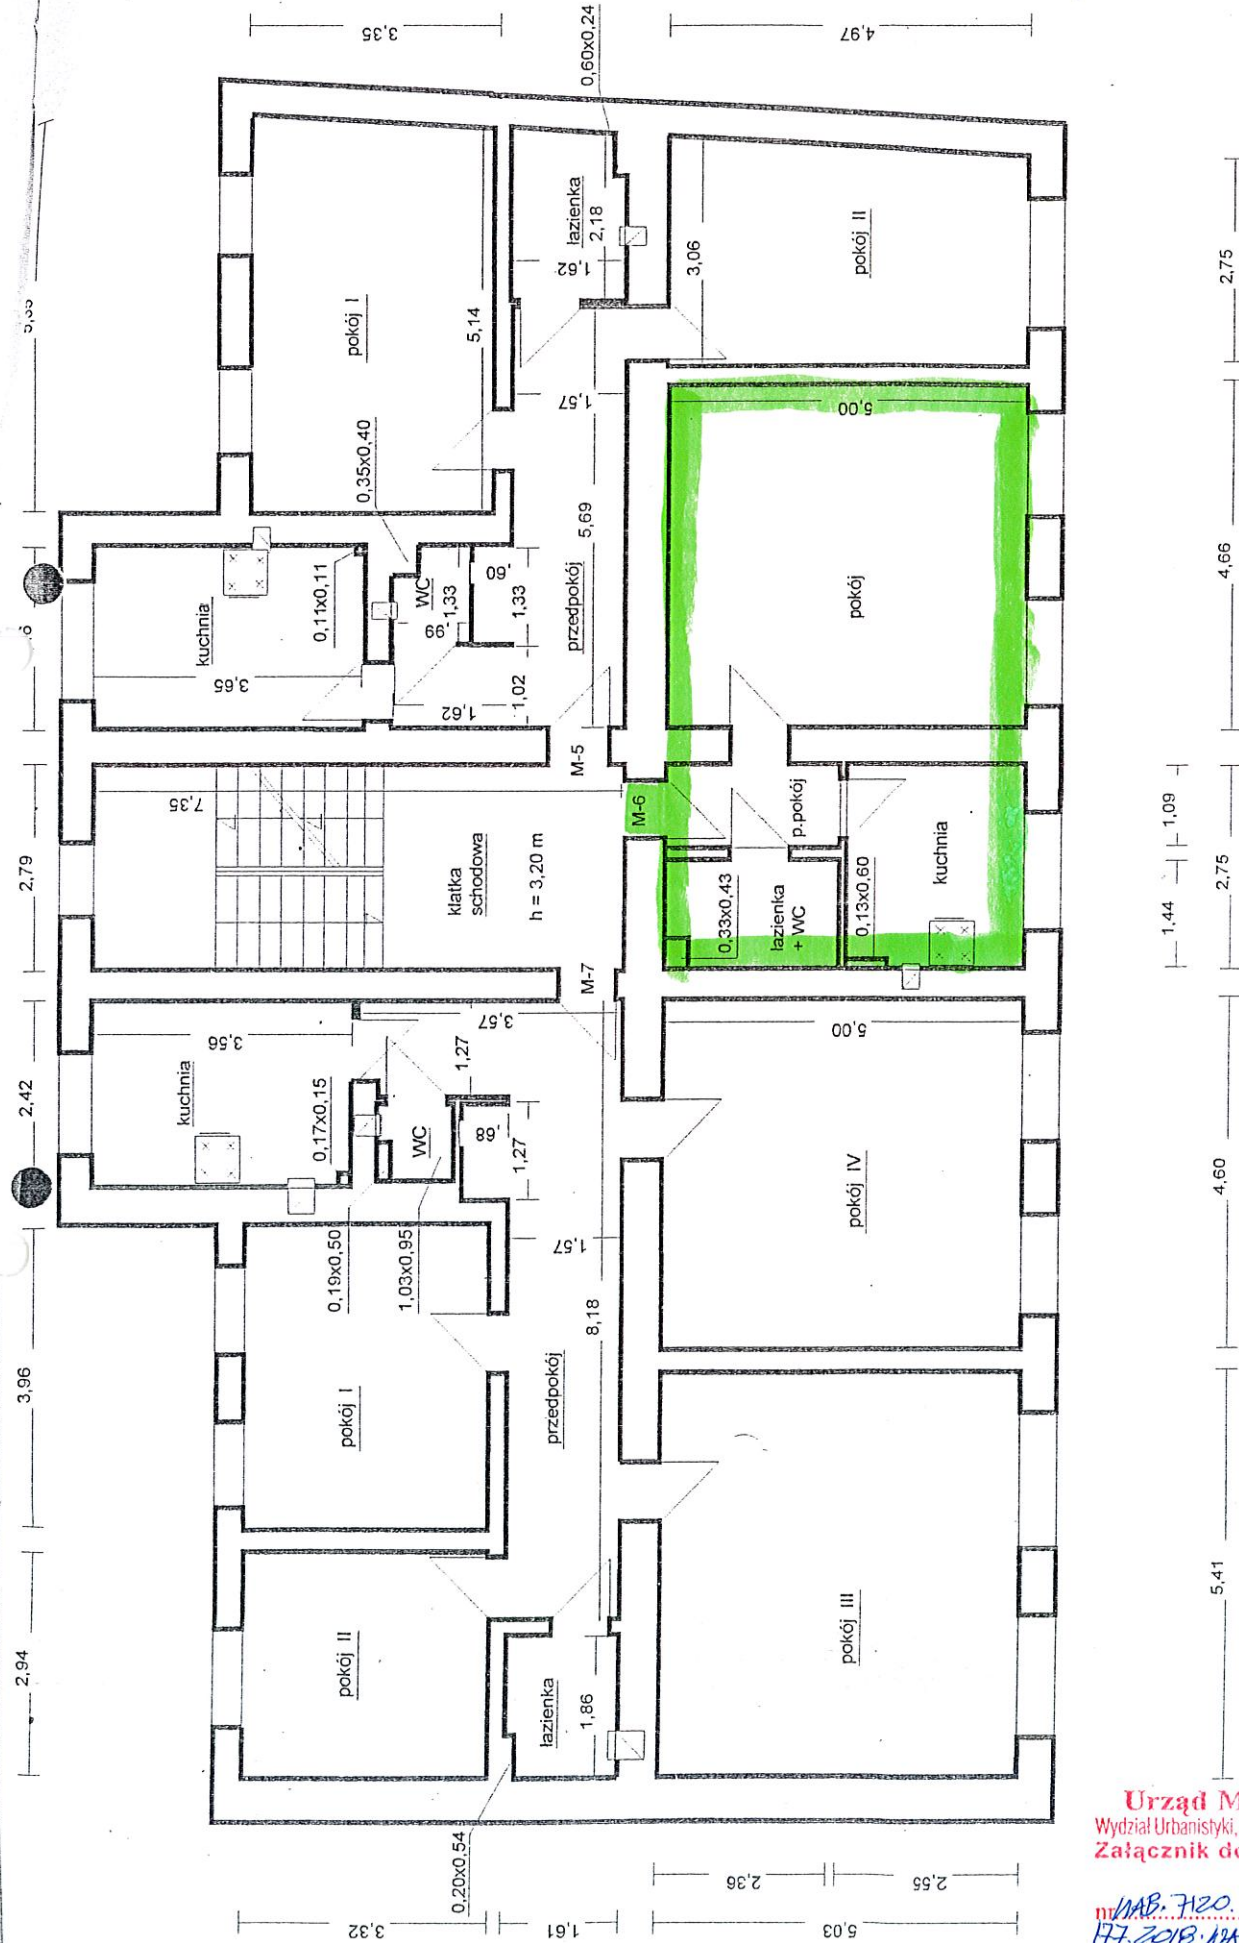 3,35
4,97
0,60x0,24
pokój I
5,14
łazienka
2,18
1,62
3,06
pokój II
2,75
1,57
5,00
0,35x0,40
5,69
kuchnia
0,11x0,11
WC
1,33
,99
,60
1,33
przedpokój
pokój
4,66
3,65
1,62
1,02
M-5
7,35
2,79
klatka
schodowa
h = 3,20 m
M-6
p.pokój
1,09
0,33x0,43
łazienka
+ WC
0,13x0,60
kuchnia
1,44
2,75
M-7
3,56
3,57
5,00
2,42
kuchnia
0,17x0,15
1,27
WC
,68
1,27
pokój IV
4,60
0,19x0,50
1,03x0,95
1,57
8,18
3,96
pokój I
przedpokój
2,94
pokój II
łazienka
1,86
pokój III
5,41
0,20x0,54
3,32
1,61
2,36
2,55
5,03
Urząd M
Wydział Urbanistyki,
Załącznik do
nr UAB. 7120.